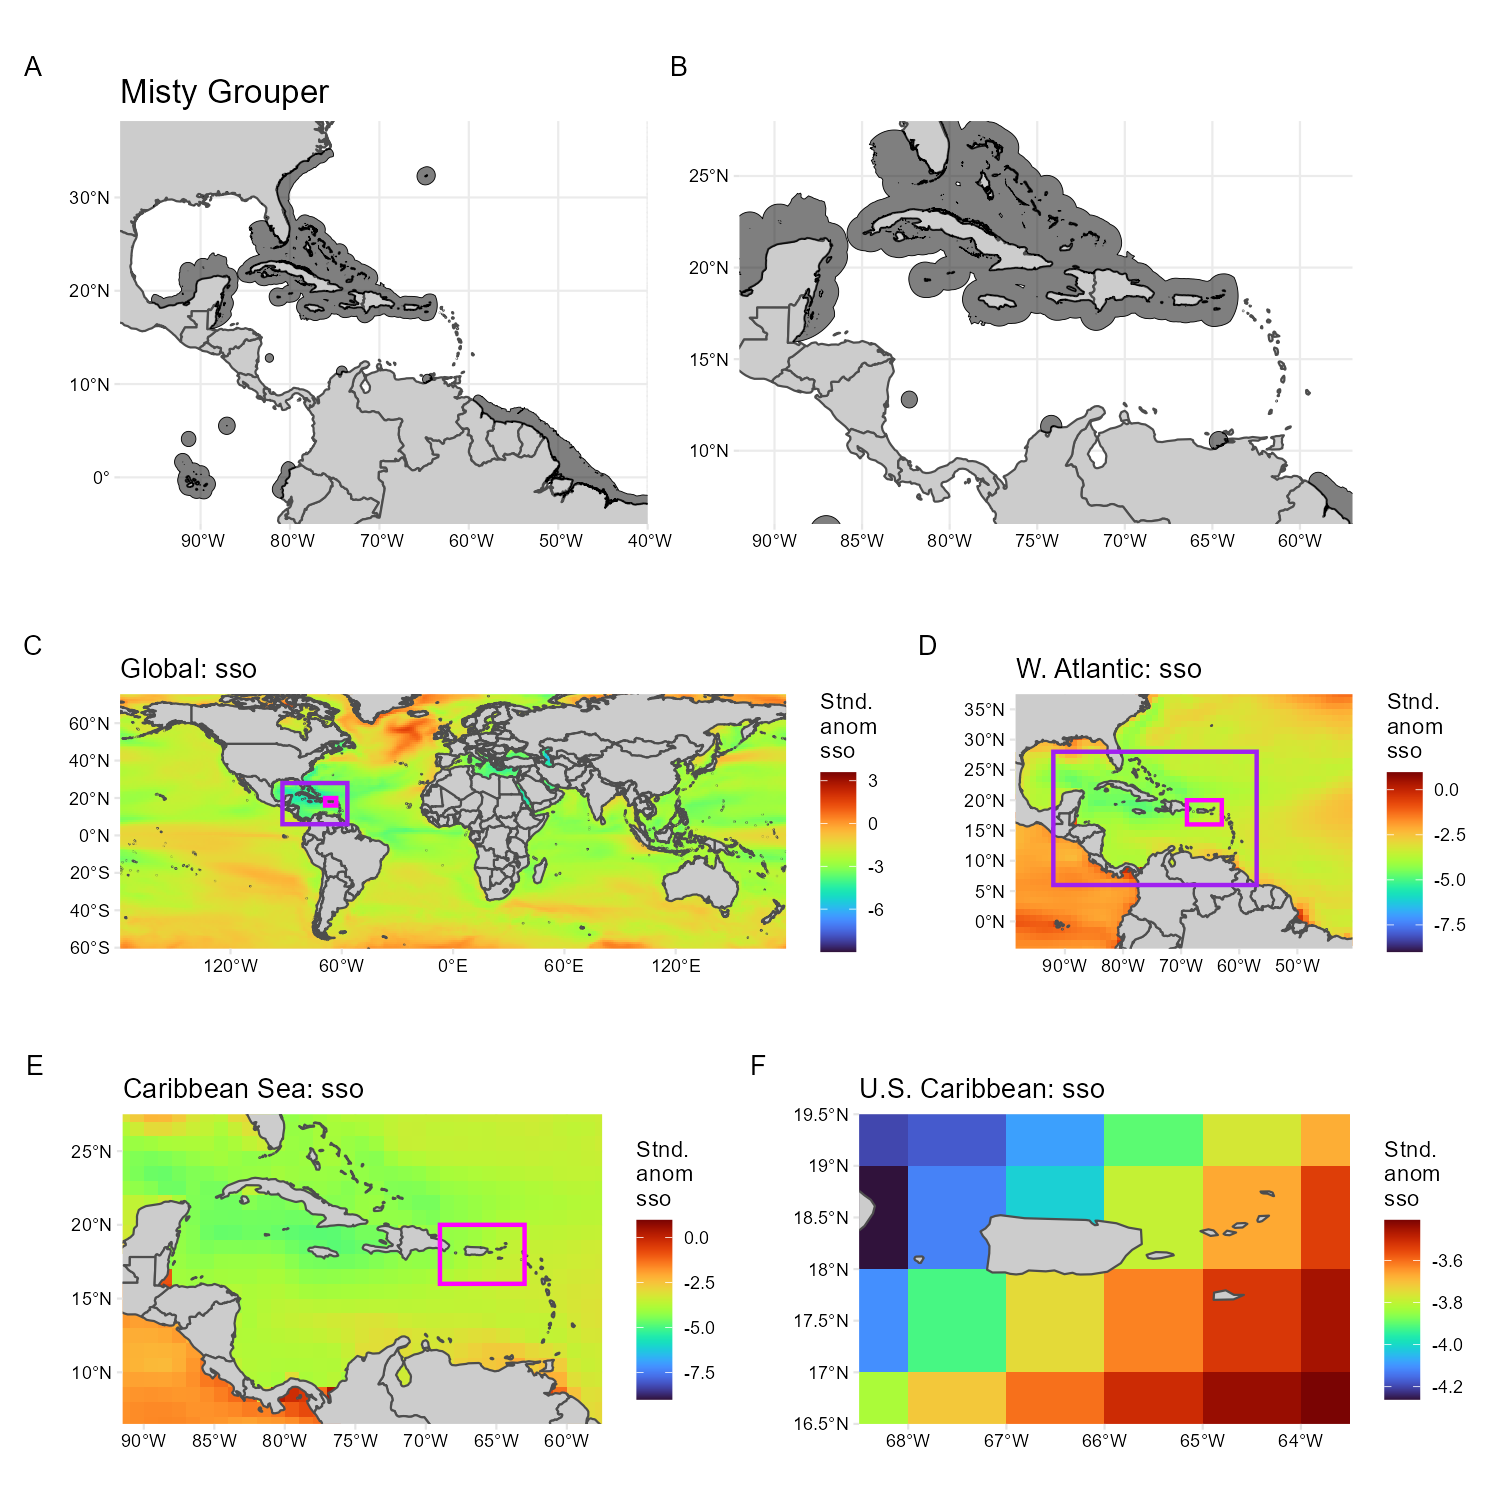 A
B
Misty Grouper
30°N
20°N
10°N
0°
90°W 80°W 70°W 60°W 50°W 40°W
25°N
20°N
15°N
10°N
90°W 85°W 80°W 75°W 70°W 65°W 60°W
C
D
Global: sso
60°N
40°N
20°N
0°N
20°S
40°S
60°S
120°W 60°W 0°E 60°E 120°E
Stnd.
anom
sso
3
0
-3
-6
W. Atlantic: sso
35°N
30°N
25°N
20°N
15°N
10°N
5°N
0°N
90°W 80°W 70°W 60°W 50°W
Stnd.
anom
sso
0.0
-2.5
-5.0
-7.5
E
F
Caribbean Sea: sso
25°N
20°N
15°N
10°N
90°W 85°W 80°W 75°W 70°W 65°W 60°W
Stnd.
anom
sso
0.0
-2.5
-5.0
-7.5
U.S. Caribbean: sso
19.5°N
19°N
18.5°N
18°N
17.5°N
17°N
16.5°N
68°W 67°W 66°W 65°W 64°W
Stnd.
anom
sso
-3.6
-3.8
-4.0
-4.2